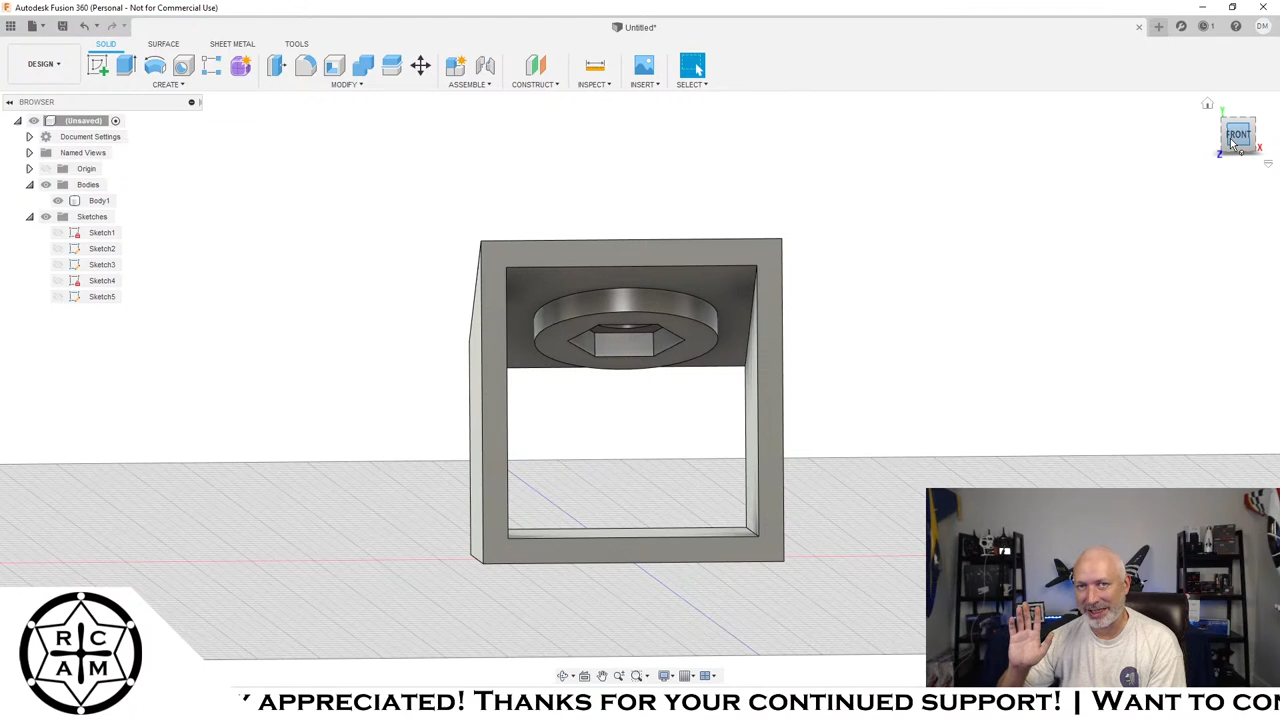 Autodesk Fusion 360 (Personal - Not for Commercial Use)
Untitled*
1
DM
SOLID
SURFACE
SHEET METAL
TOOLS
DESIGN
CREATE
MODIFY
ASSEMBLE
CONSTRUCT
INSPECT
INSERT
SELECT
BROWSER
(Unsaved)
Document Settings
Named Views
Origin
Bodies
Body1
Sketches
Sketch1
Sketch2
Sketch3
Sketch4
Sketch5
Y
FRONT
X
Z
R C
A M
APPRECIATED! THANKS FOR YOUR CONTINUED SUPPORT! | WANT TO